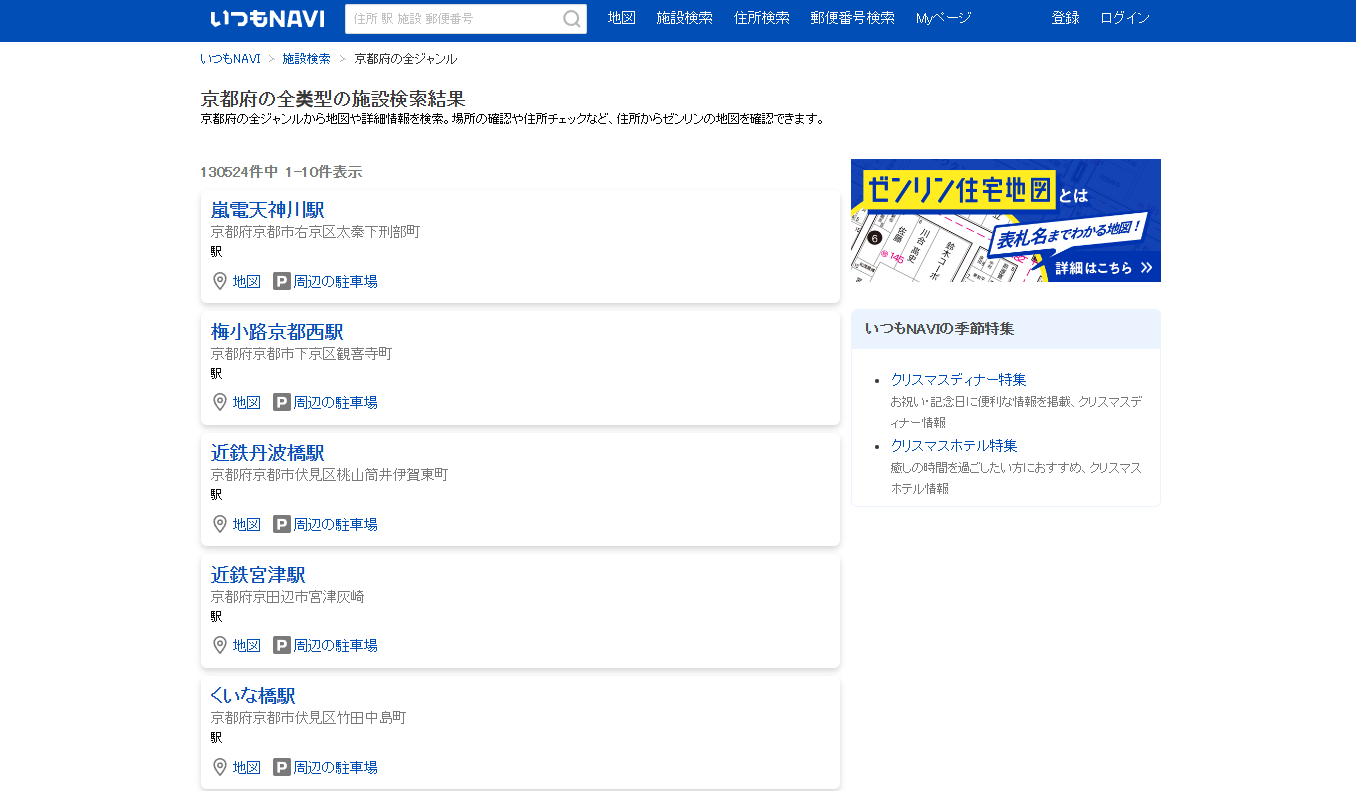 いつもNAVI
住所 駅 施設 郵便番号
地図 施設検索 住所検索 郵便番号検索 Myページ 登録 ログイン
いつもNAVI > 施設検索 > 京都府の全ジャンル
京都府の全类型の施設検索結果
京都府の全ジャンルから地図や詳細情報を検索。場所の確認や住所チェックなど、住所からゼンリンの地図を確認できます。
130524件中 1-10件表示
嵐電天神川駅
京都府京都市右京区太秦下刑部町
駅
地図 P 周辺の駐車場
梅小路京都西駅
京都府京都市下京区観喜寺町
駅
地図 P 周辺の駐車場
近鉄丹波橋駅
京都府京都市伏見区桃山筒井伊賀東町
駅
地図 P 周辺の駐車場
近鉄宮津駅
京都府京田辺市宮津灰崎
駅
地図 P 周辺の駐車場
くいな橋駅
京都府京都市伏見区竹田中島町
駅
地図 P 周辺の駐車場
ゼンリン住宅地図とは
表札名までわかる地図！
6
145
川合
鈴木コーポ
詳細はこちら
いつもNAVIの季節特集
クリスマスディナー特集
お祝い・記念日に便利な情報を掲載、クリスマスデ
ィナー情報
クリスマスホテル特集
癒しの時間を過ごしたい方におすすめ、クリスマス
ホテル情報